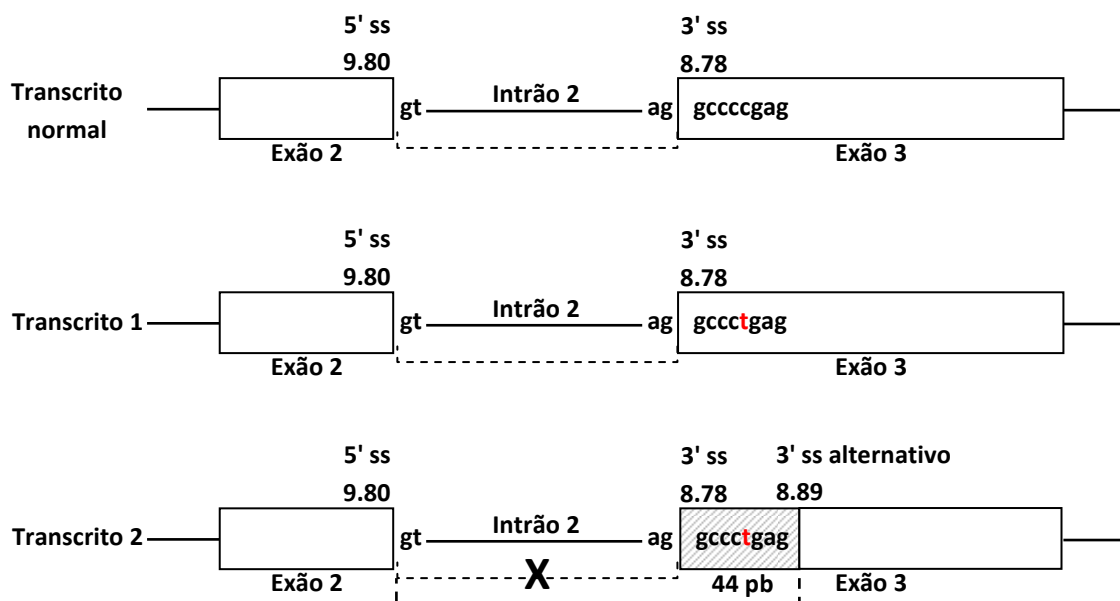 5' ss 3' ss
9.80 8.78
Transcrito normal
gt Intrão 2 ag gccccgag
Exão 2 Exão 3
5' ss 3' ss
9.80 8.78
Transcrito 1
gt Intrão 2 ag gccctgag
Exão 2 Exão 3
5' ss 3' ss 3' ss alternativo
9.80 8.78 8.89
Transcrito 2
gt Intrão 2 ag gccctgag
Exão 2 X 44 pb Exão 3